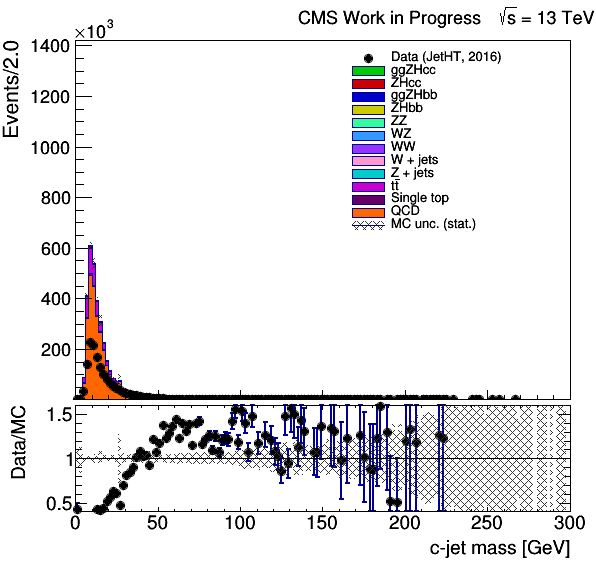 CMS Work in Progress √s = 13 TeV
×10³
Events/2.0
1400
1200
1000
800
600
400
200
0
Data (JetHT, 2016)
ggZHcc
ZHcc
ggZHbb
ZHbb
ZZ
WZ
WW
W + jets
Z + jets
tt̄
Single top
QCD
MC unc. (stat.)
Data/MC
1.5
1
0.5
0 50 100 150 200 250 300
c-jet mass [GeV]